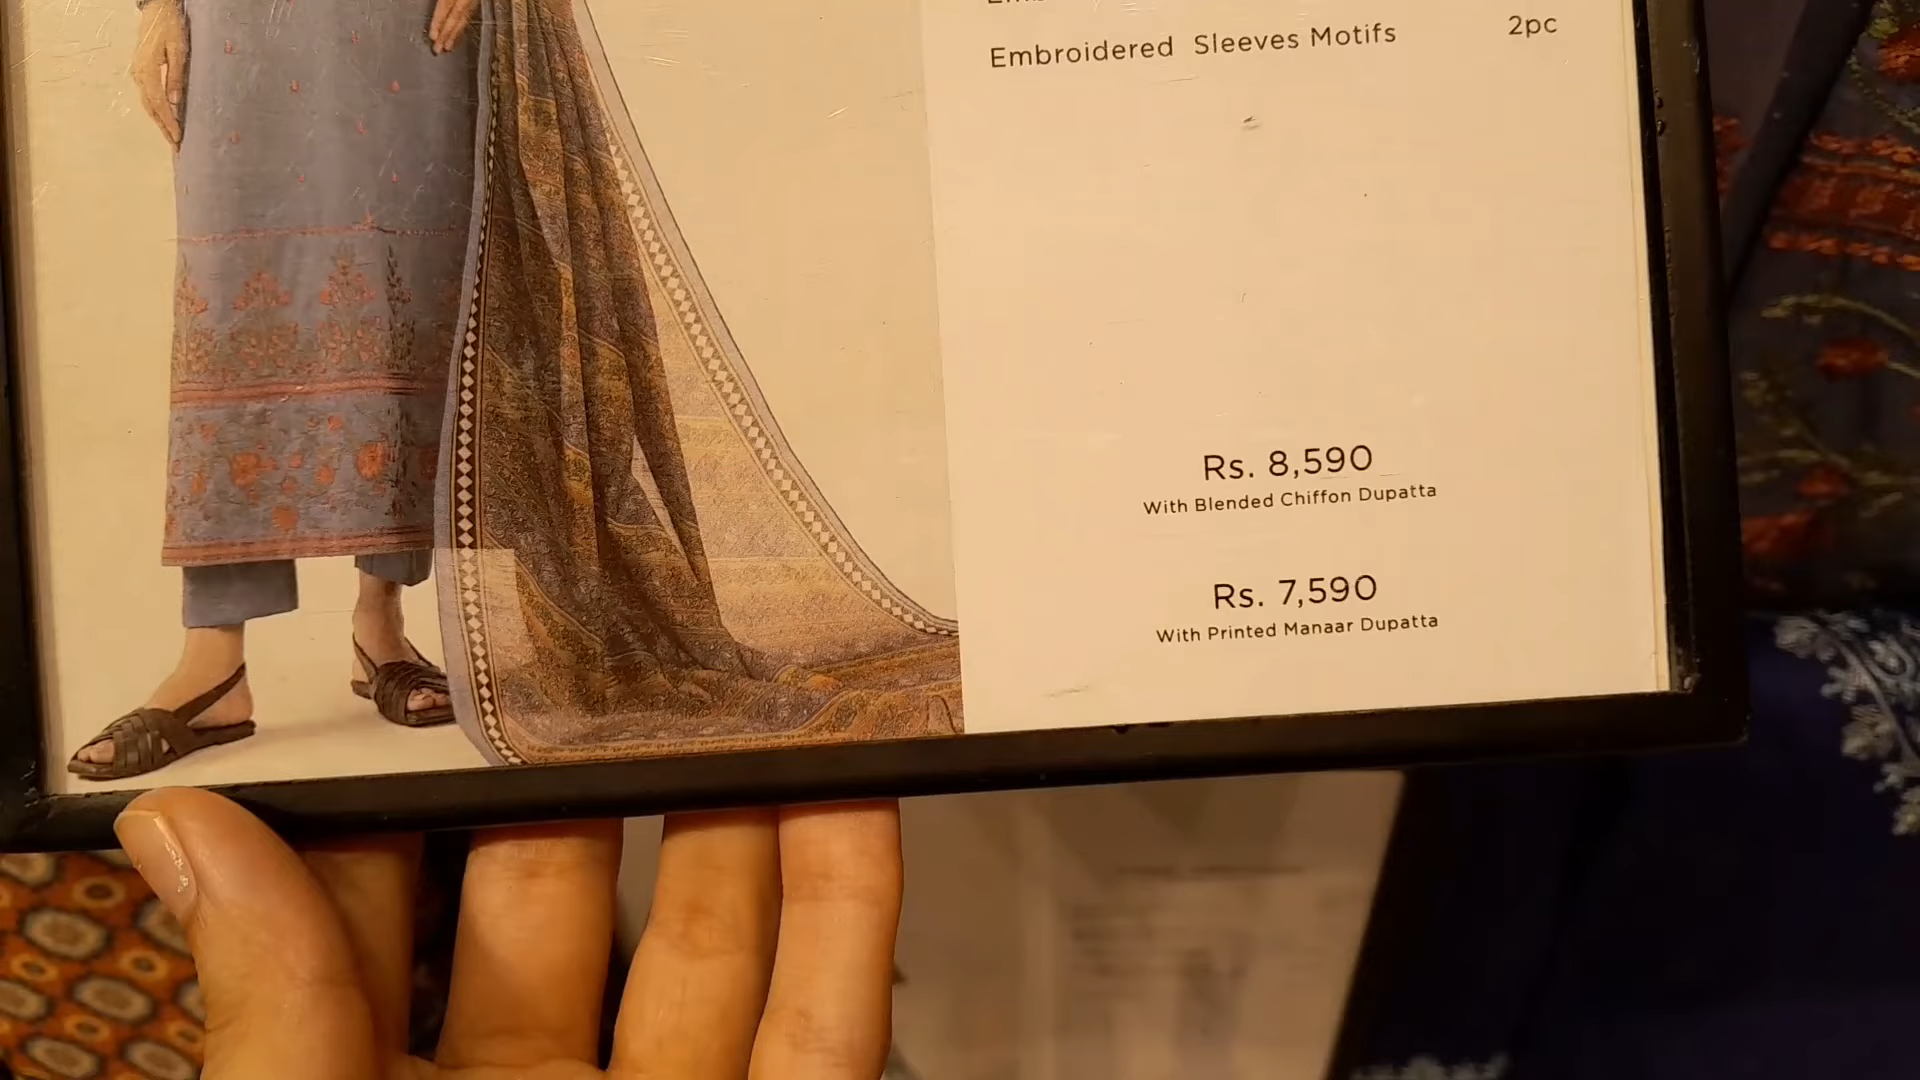 Embroidered Sleeves Motifs 2pc
Rs. 8,590
With Blended Chiffon Dupatta
Rs. 7,590
With Printed Manaar Dupatta